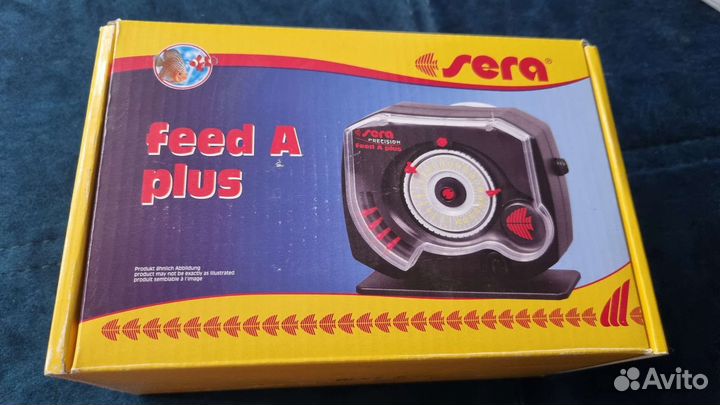 sera®
feed A
plus
sera
PRECISION
feed A plus
Produkt ähnlich Abbildung
product may not be exactly as illustrated
produit semblable à l'image
Avito